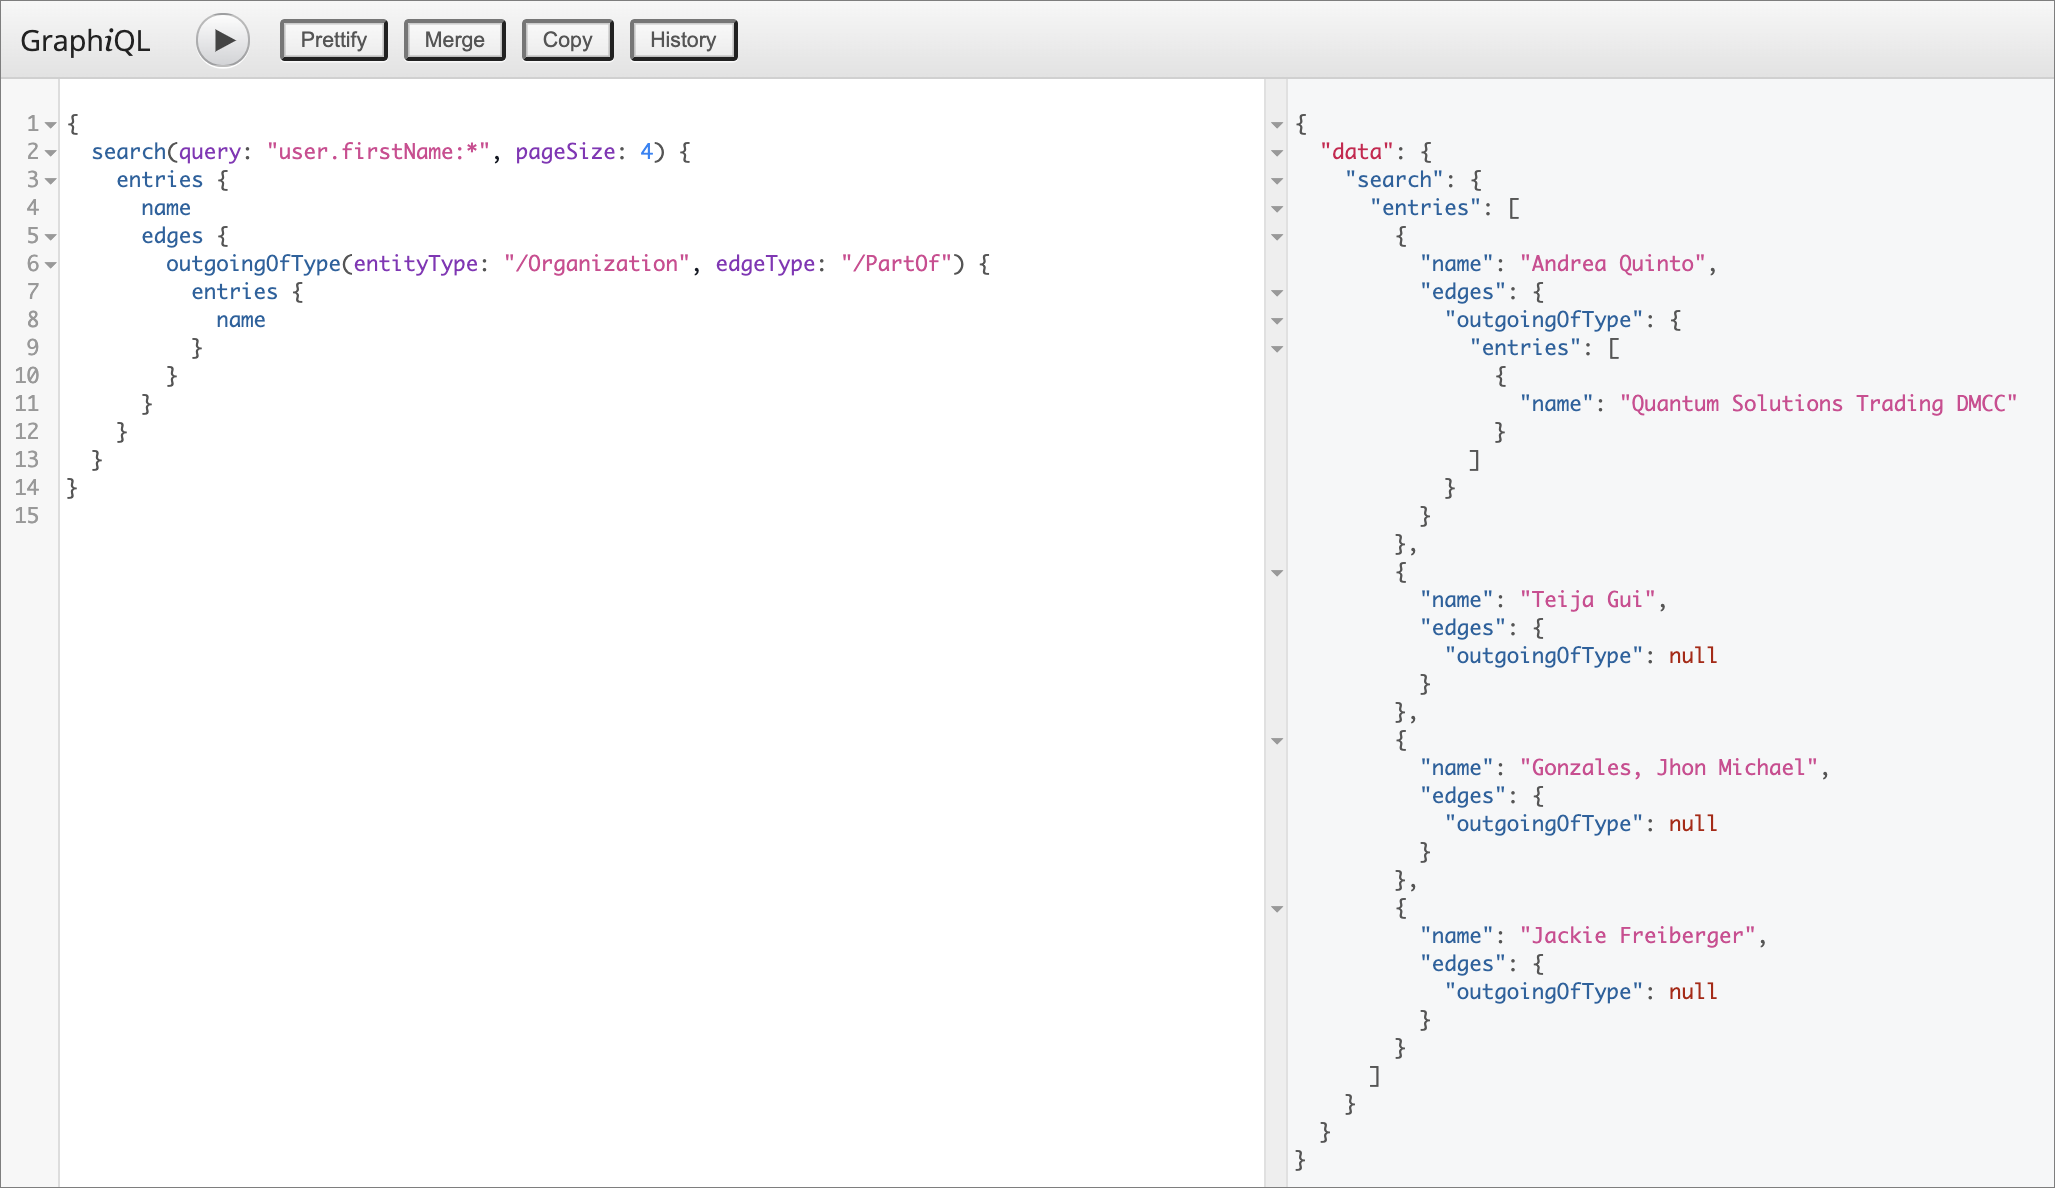 GraphiQL
Prettify
Merge
Copy
History
1 {
2   search(query: "user.firstName:*", pageSize: 4) {
3     entries {
4       name
5       edges {
6         outgoingOfType(entityType: "/Organization", edgeType: "/PartOf") {
7           entries {
8             name
9           }
10         }
11       }
12     }
13   }
14 }
15
{
  "data": {
    "search": {
      "entries": [
        {
          "name": "Andrea Quinto",
          "edges": {
            "outgoingOfType": {
              "entries": [
                {
                  "name": "Quantum Solutions Trading DMCC"
                }
              ]
            }
          }
        },
        {
          "name": "Teija Gui",
          "edges": {
            "outgoingOfType": null
          }
        },
        {
          "name": "Gonzales, Jhon Michael",
          "edges": {
            "outgoingOfType": null
          }
        },
        {
          "name": "Jackie Freiberger",
          "edges": {
            "outgoingOfType": null
          }
        }
      ]
    }
  }
}